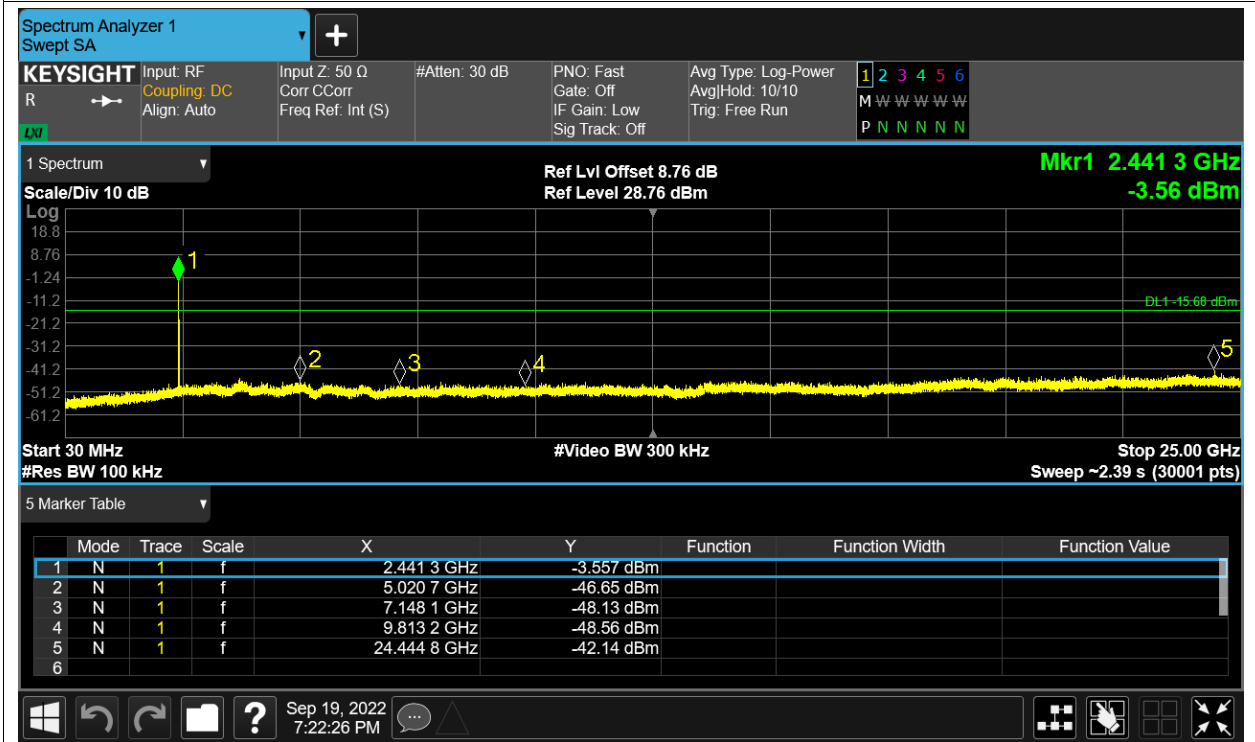 Spectrum Analyzer 1
Swept SA
+
KEYSIGHT
R
LXI
Input: RF
Coupling: DC
Align: Auto
Input Z: 50 Ω
Corr CCorr
Freq Ref: Int (S)
#Atten: 30 dB
PNO: Fast
Gate: Off
IF Gain: Low
Sig Track: Off
Avg Type: Log-Power
Avg|Hold: 10/10
Trig: Free Run
1 2 3 4 5 6
M W W W W W
P N N N N N
1 Spectrum
Scale/Div 10 dB
Ref Lvl Offset 8.76 dB
Ref Level 28.76 dBm
Mkr1 2.441 3 GHz
-3.56 dBm
Log
18.8
8.76
-1.24
-11.2
-21.2
-31.2
-41.2
-51.2
-61.2
1
DL1 -15.68 dBm
2
3
4
5
Start 30 MHz
#Res BW 100 kHz
#Video BW 300 kHz
Stop 25.00 GHz
Sweep ~2.39 s (30001 pts)
5 Marker Table
Mode Trace Scale X Y Function Function Width Function Value
1 N 1 f 2.441 3 GHz -3.557 dBm
2 N 1 f 5.020 7 GHz -46.65 dBm
3 N 1 f 7.148 1 GHz -48.13 dBm
4 N 1 f 9.813 2 GHz -48.56 dBm
5 N 1 f 24.444 8 GHz -42.14 dBm
6
?
Sep 19, 2022
7:22:26 PM